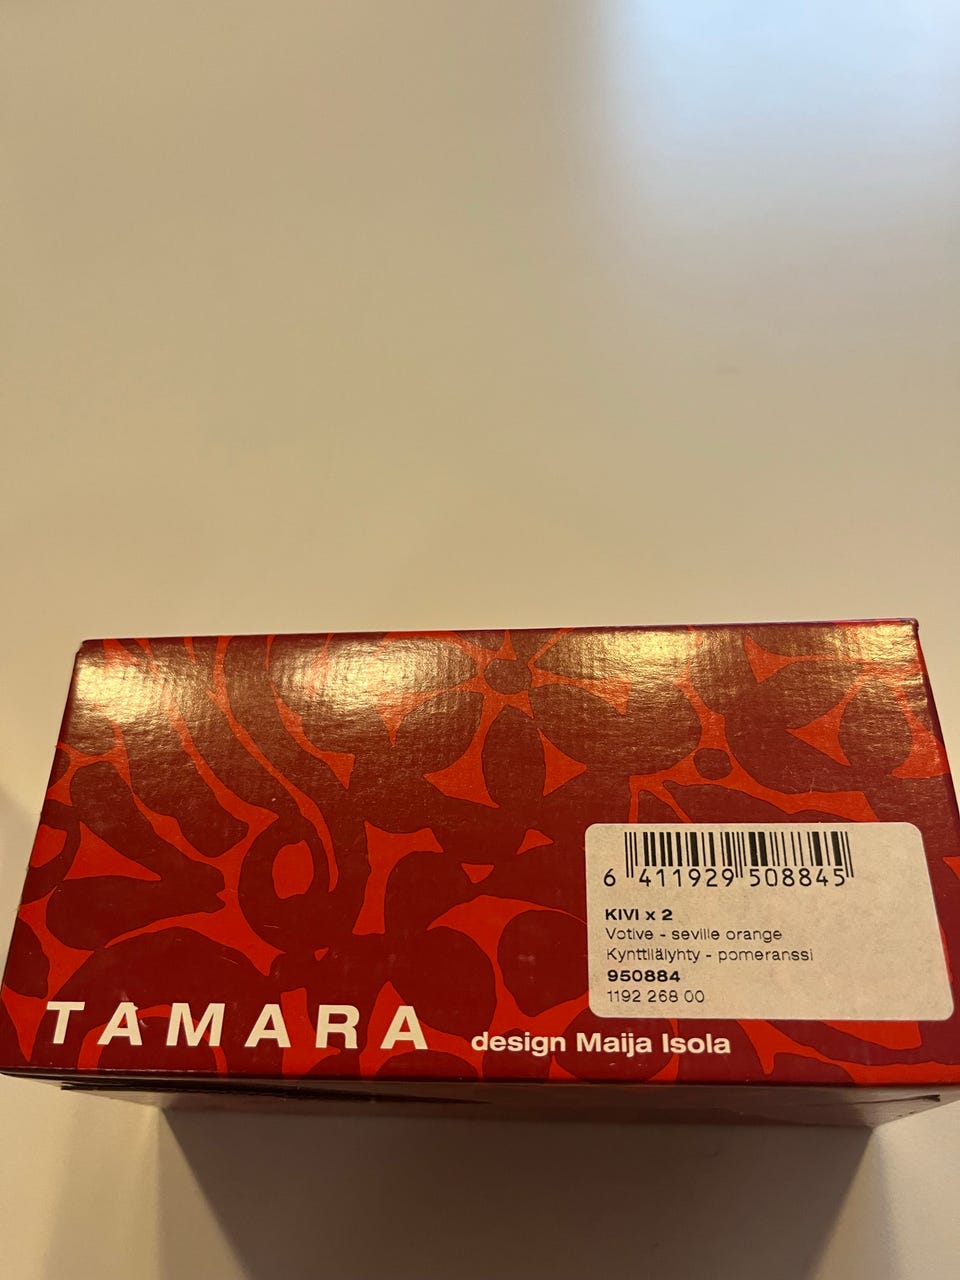 6 411929 508845
KIVI x 2
Votive - seville orange
Kynttilälyhty - pomeranssi
950884
1192 268 00
TAMARA design Maija Isola